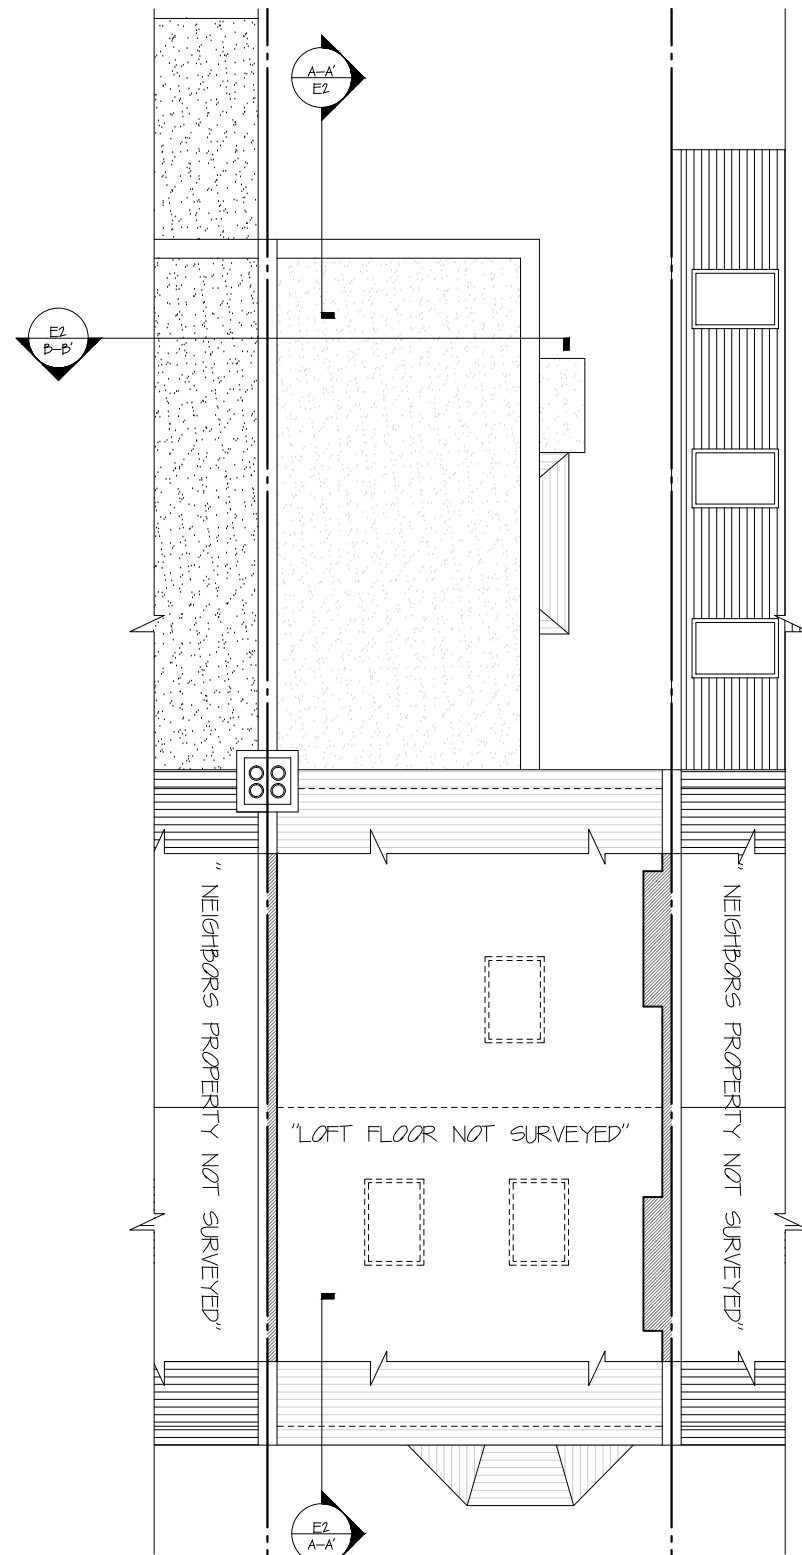 A-A'
E2
E2
B-B'
" NEIGHBORS PROPERTY NOT SURVEYED"
" NEIGHBORS PROPERTY NOT SURVEYED"
"LOFT FLOOR NOT SURVEYED"
E2
A-A'